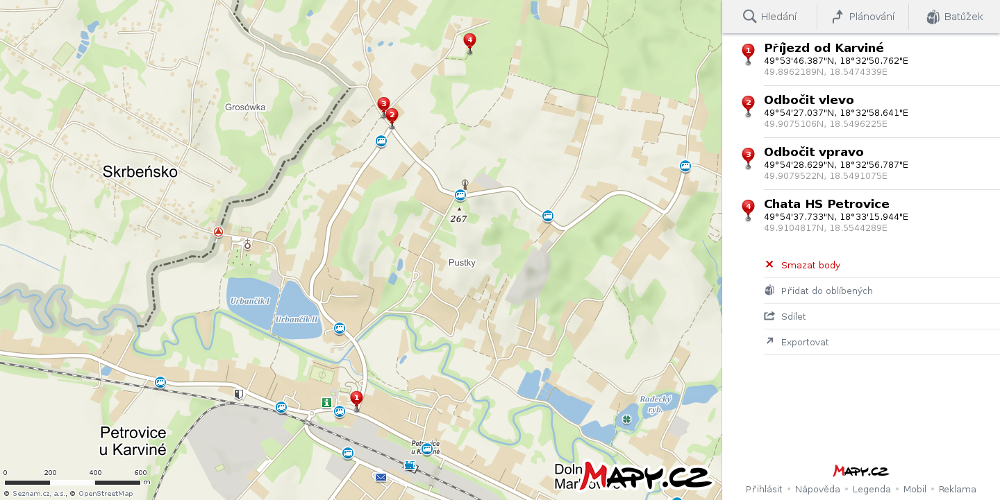 Hledání
Plánování
Batůžek
1
Příjezd od Karviné
49°53'46.387"N, 18°32'50.762"E
49.8962189N, 18.5474339E
2
Odbočit vlevo
49°54'27.037"N, 18°32'58.641"E
49.9075106N, 18.5496225E
3
Odbočit vpravo
49°54'28.629"N, 18°32'56.787"E
49.9079522N, 18.5491075E
4
Chata HS Petrovice
49°54'37.733"N, 18°33'15.944"E
49.9104817N, 18.5544289E
Smazat body
Přidat do oblíbených
Sdílet
Exportovat
Mapy.cz
Přihlásit • Nápověda • Legenda • Mobil • Reklama
4
Grosówka
3
2
Skrbeńsko
267
Pustky
Urbančík I
Urbančík II
1
i
Radecký
ryb.
Petrovice
u Karviné
Petrovice
u Karviné
Doln
Mapy.cz
0 200 400 600 m
© Seznam.cz, a.s., © OpenStreetMap